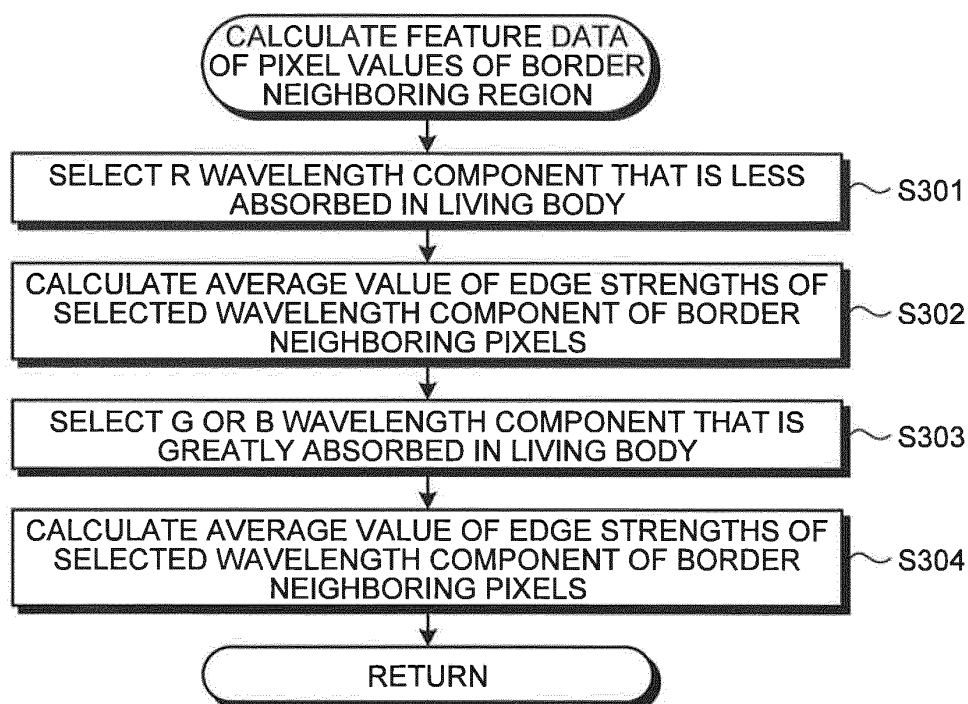 CALCULATE FEATURE DATA
OF PIXEL VALUES OF BORDER
NEIGHBORING REGION
SELECT R WAVELENGTH COMPONENT THAT IS LESS
ABSORBED IN LIVING BODY
S301
CALCULATE AVERAGE VALUE OF EDGE STRENGTHS OF
SELECTED WAVELENGTH COMPONENT OF BORDER
NEIGHBORING PIXELS
S302
SELECT G OR B WAVELENGTH COMPONENT THAT IS
GREATLY ABSORBED IN LIVING BODY
S303
CALCULATE AVERAGE VALUE OF EDGE STRENGTHS OF
SELECTED WAVELENGTH COMPONENT OF BORDER
NEIGHBORING PIXELS
S304
RETURN